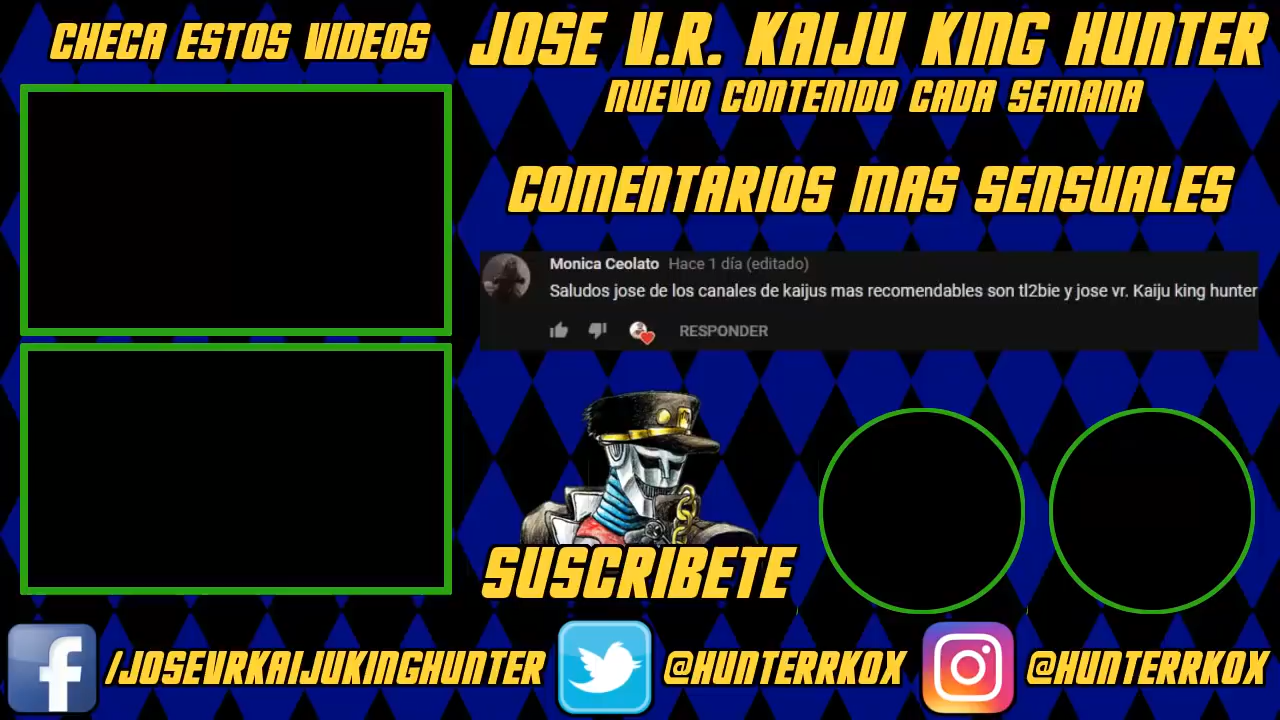 CHECA ESTOS VIDEOS
JOSE V.R. KAIJU KING HUNTER
NUEVO CONTENIDO CADA SEMANA
COMENTARIOS MAS SENSUALES
Monica Ceolato Hace 1 día (editado)
Saludos jose de los canales de kaijus mas recomendables son tl2bie y jose vr. Kaiju king hunter
RESPONDER
SUSCRIBETE
/JOSEVRKAIJUKINGHUNTER
@HUNTERRKOX
@HUNTERRKOX